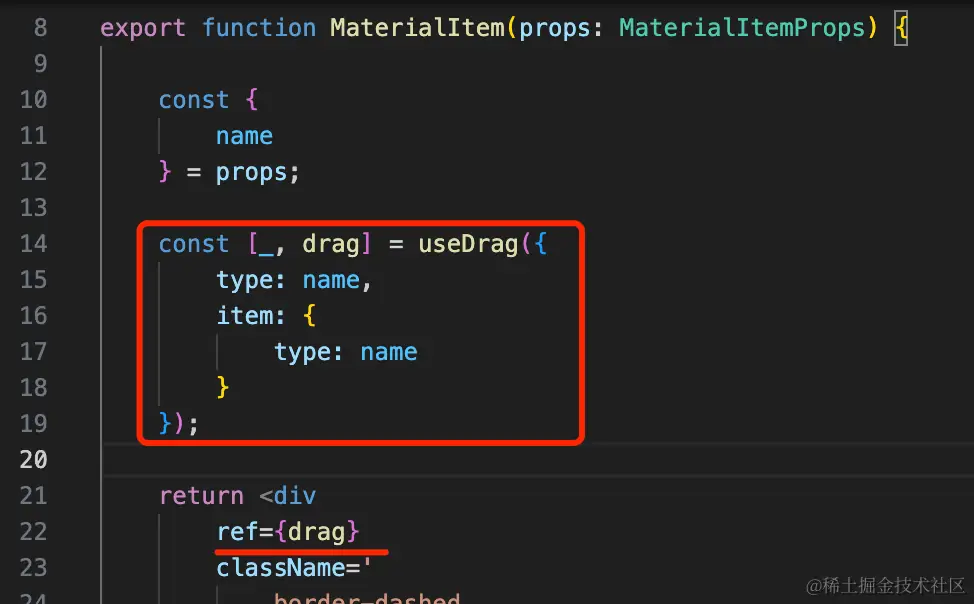 8 export function MaterialItem(props: MaterialItemProps) {
9
10 const {
11 name
12 } = props;
13
14 const [_, drag] = useDrag({
15 type: name,
16 item: {
17 type: name
18 }
19 });
20
21 return <div
22 ref={drag}
23 className='
24 border-dashed
@稀土掘金技术社区